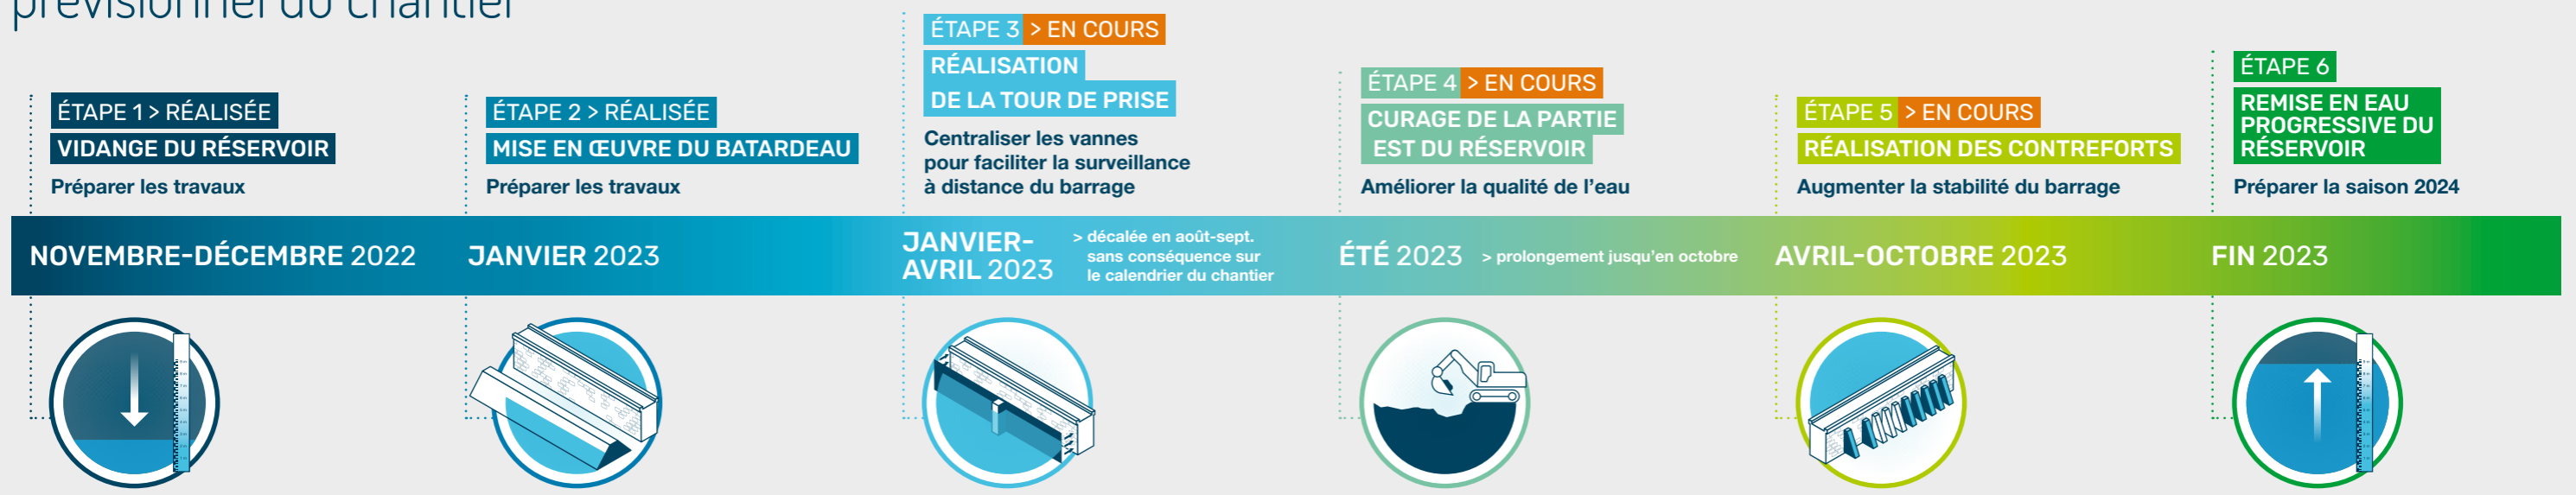 prévisionnel du chantier
ÉTAPE 1 > RÉALISÉE
VIDANGE DU RÉSERVOIR
Préparer les travaux
NOVEMBRE-DÉCEMBRE 2022
ÉTAPE 2 > RÉALISÉE
MISE EN ŒUVRE DU BATARDEAU
Préparer les travaux
JANVIER 2023
ÉTAPE 3 > EN COURS
RÉALISATION
DE LA TOUR DE PRISE
Centraliser les vannes
pour faciliter la surveillance
à distance du barrage
JANVIER-
AVRIL 2023
> décalée en août-sept.
sans conséquence sur
le calendrier du chantier
ÉTAPE 4 > EN COURS
CURAGE DE LA PARTIE
EST DU RÉSERVOIR
Améliorer la qualité de l’eau
ÉTÉ 2023
> prolongement jusqu’en octobre
ÉTAPE 5 > EN COURS
RÉALISATION DES CONTREFORTS
Augmenter la stabilité du barrage
AVRIL-OCTOBRE 2023
ÉTAPE 6
REMISE EN EAU
PROGRESSIVE DU
RÉSERVOIR
Préparer la saison 2024
FIN 2023